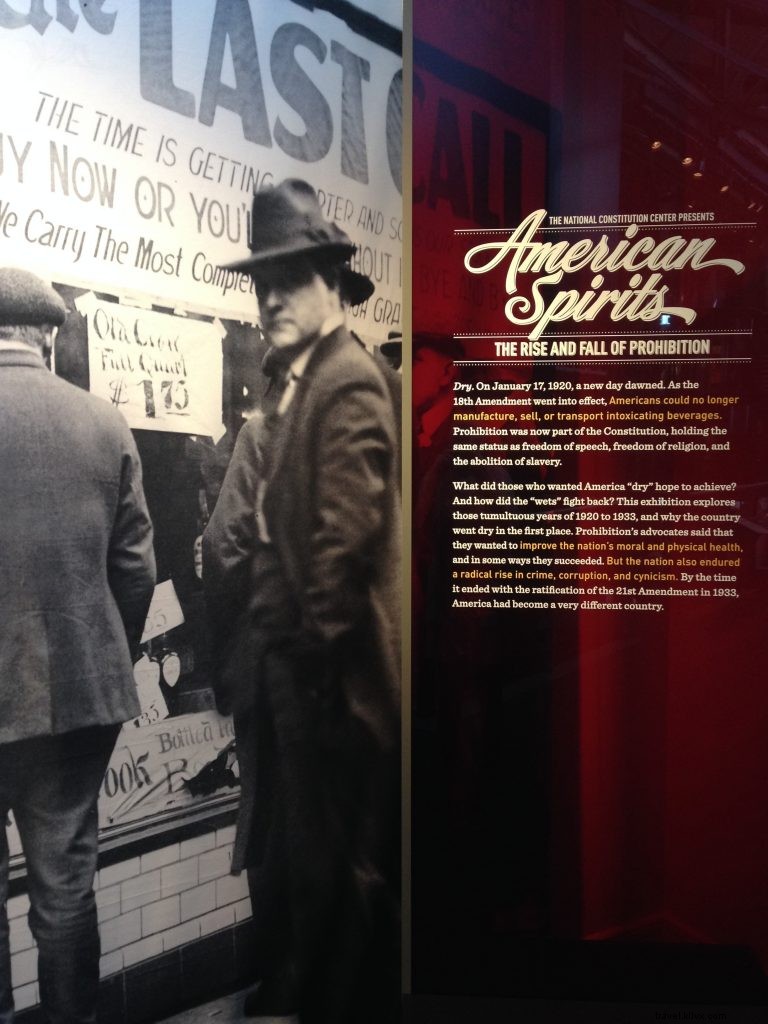 the LAST CALL
THE TIME IS GETTING
BUY NOW OR YOU'L
We Carry The Most Complete
Old Crow
Full Quart
$ 1.75
Bottled In
THE NATIONAL CONSTITUTION CENTER PRESENTS
American
Spirits
THE RISE AND FALL OF PROHIBITION
Dry. On January 17, 1920, a new day dawned. As the
18th Amendment went into effect, Americans could no longer
manufacture, sell, or transport intoxicating beverages.
Prohibition was now part of the Constitution, holding the
same status as freedom of speech, freedom of religion, and
the abolition of slavery.
What did those who wanted America “dry” hope to achieve?
And how did the “wets” fight back? This exhibition explores
those tumultuous years of 1920 to 1933, and why the country
went dry in the first place. Prohibition’s advocates said that
they wanted to improve the nation’s moral and physical health,
and in some ways they succeeded. But the nation also endured
a radical rise in crime, corruption, and cynicism. By the time
it ended with the ratification of the 21st Amendment in 1933,
America had become a very different country.